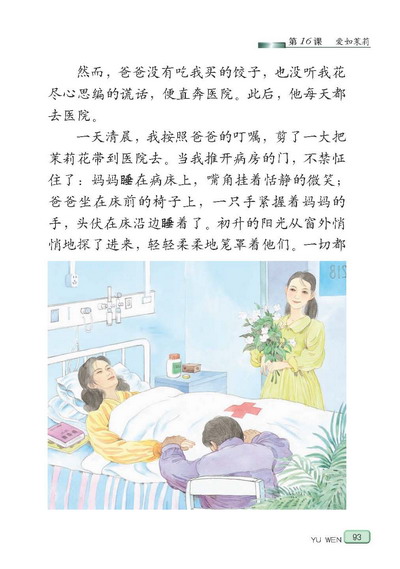 第16课 爱如茉莉
然而，爸爸没有吃我买的饺子，也没听我花
尽心思编的谎话，便直奔医院。此后，他每天都
去医院。
一天清晨，我按照爸爸的叮嘱，剪了一大把
茉莉花带到医院去。当我推开病房的门，不禁怔
住了：妈妈睡在病床上，嘴角挂着恬静的微笑；
爸爸坐在床前的椅子上，一只手紧握着妈妈的
手，头伏在床沿边睡着了。初升的阳光从窗外悄
悄地探了进来，轻轻柔柔地笼罩着他们。一切都
812
YU WEN 93